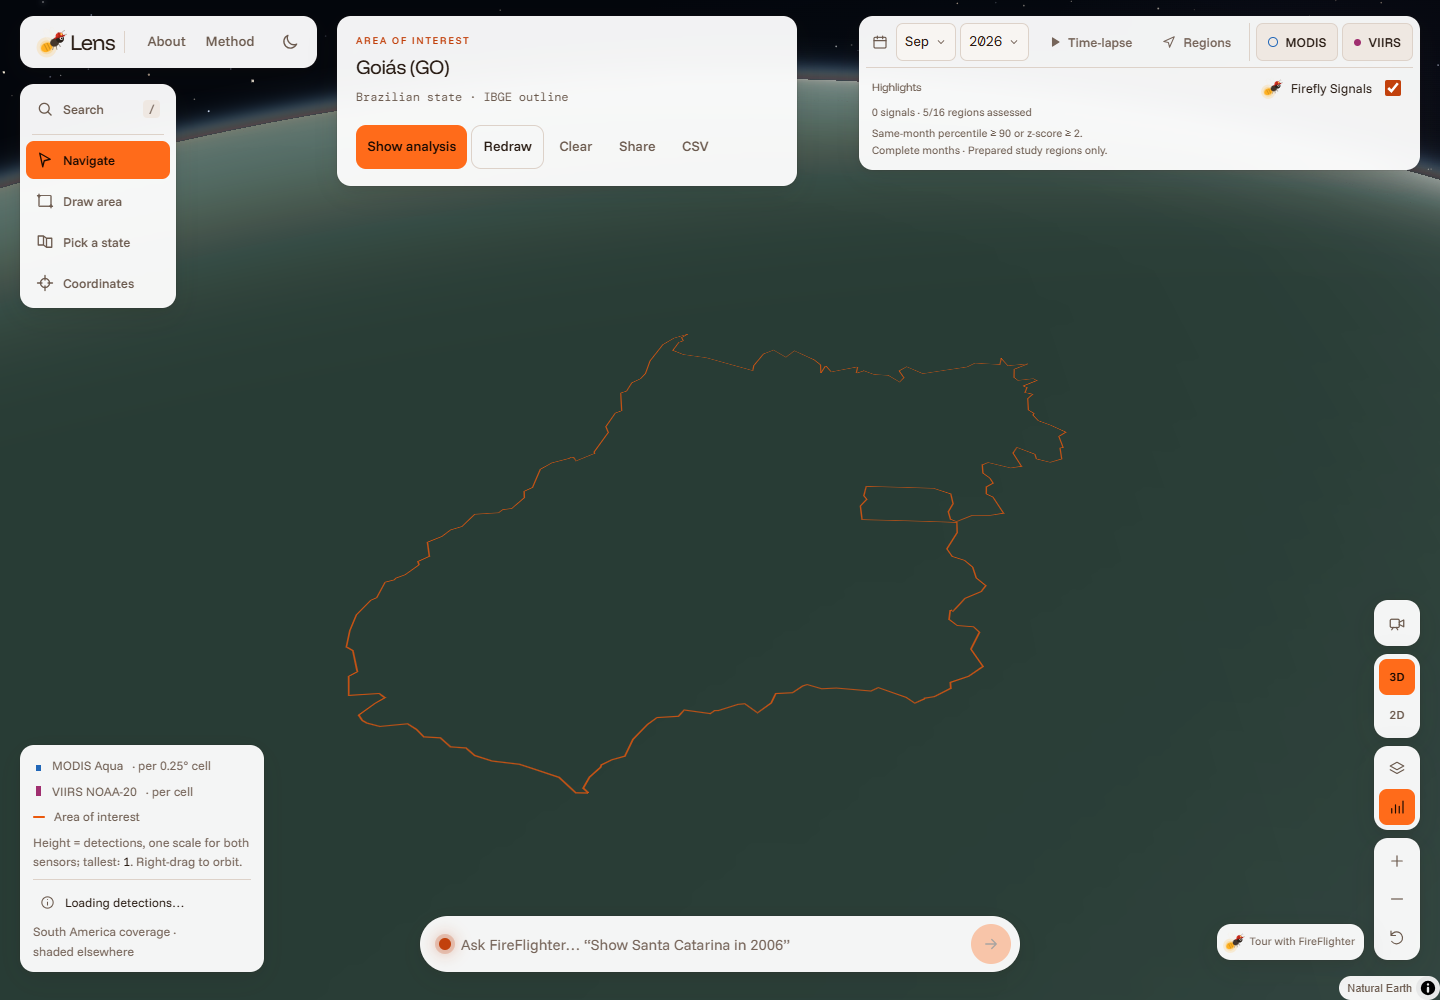 Lens
About
Method
Search
/
Navigate
Draw area
Pick a state
Coordinates
AREA OF INTEREST
Goiás (GO)
Brazilian state · IBGE outline
Show analysis
Redraw
Clear
Share
CSV
Sep
2026
Time-lapse
Regions
MODIS
VIIRS
Highlights
Firefly Signals
0 signals · 5/16 regions assessed
Same-month percentile ≥ 90 or z-score ≥ 2.
Complete months · Prepared study regions only.
3D
2D
MODIS Aqua · per 0.25° cell
VIIRS NOAA-20 · per cell
Area of interest
Height = detections, one scale for both
sensors; tallest: 1. Right-drag to orbit.
Loading detections...
South America coverage ·
shaded elsewhere
Ask FireFlighter... “Show Santa Catarina in 2006”
Tour with FireFlighter
Natural Earth